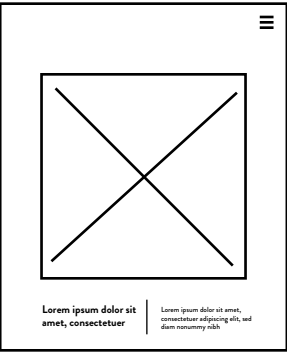 Lorem ipsum dolor sit
amet, consectetuer
Lorem ipsum dolor sit amet,
consectetuer adipiscing elit, sed
diam nonummy nibh